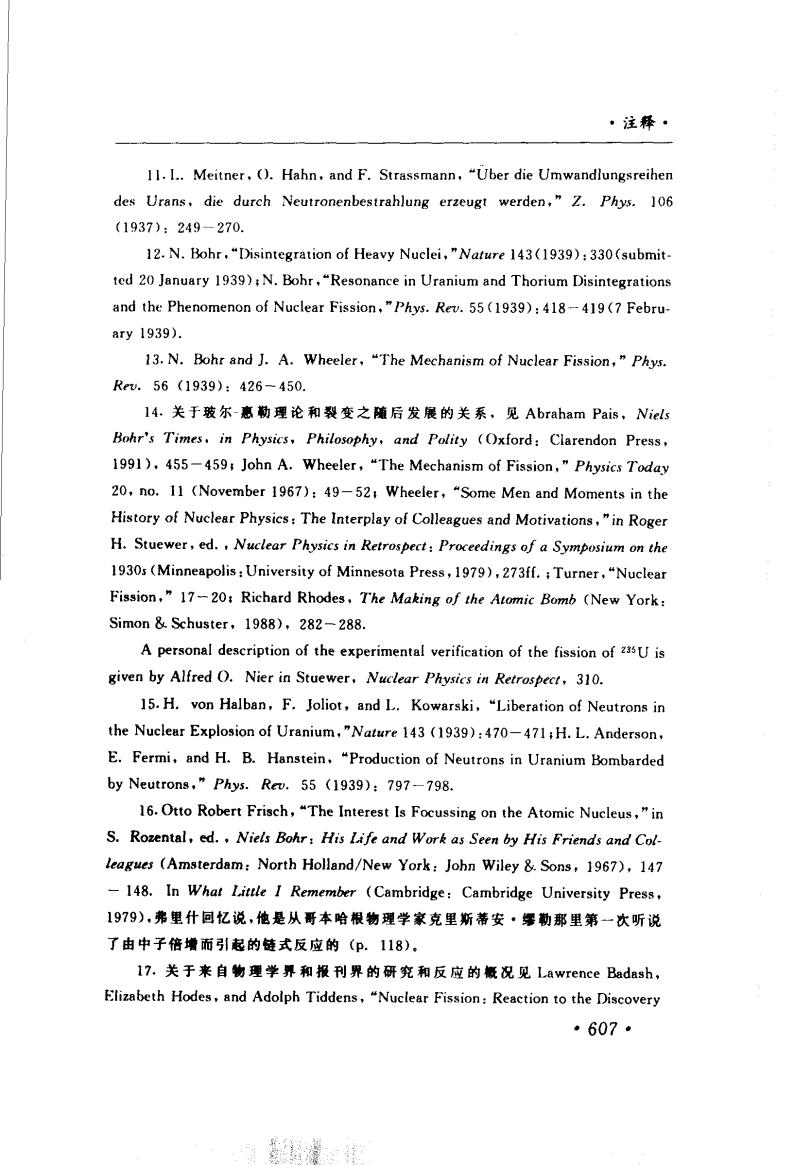 ·注释·
11. L. Meitner, O. Hahn, and F. Strassmann, “Über die Umwandlungsreihen
des Urans, die durch Neutronenbestrahlung erzeugt werden,” Z. Phys. 106
(1937): 249－270.
12. N. Bohr, “Disintegration of Heavy Nuclei,” Nature 143(1939):330(submit-
ted 20 January 1939); N. Bohr, “Resonance in Uranium and Thorium Disintegrations
and the Phenomenon of Nuclear Fission,” Phys. Rev. 55(1939):418－419(7 Febru-
ary 1939).
13. N. Bohr and J. A. Wheeler, “The Mechanism of Nuclear Fission,” Phys.
Rev. 56 (1939): 426－450.
14. 关于玻尔-惠勒理论和裂变之随后发展的关系，见 Abraham Pais, Niels
Bohr's Times, in Physics, Philosophy, and Polity (Oxford: Clarendon Press,
1991), 455－459; John A. Wheeler, “The Mechanism of Fission,” Physics Today
20, no. 11 (November 1967): 49－52; Wheeler, “Some Men and Moments in the
History of Nuclear Physics: The Interplay of Colleagues and Motivations,” in Roger
H. Stuewer, ed., Nuclear Physics in Retrospect: Proceedings of a Symposium on the
1930s (Minneapolis: University of Minnesota Press, 1979), 273ff.; Turner, “Nuclear
Fission,” 17－20; Richard Rhodes, The Making of the Atomic Bomb (New York:
Simon & Schuster, 1988), 282－288.
A personal description of the experimental verification of the fission of ²³⁵U is
given by Alfred O. Nier in Stuewer, Nuclear Physics in Retrospect, 310.
15. H. von Halban, F. Joliot, and L. Kowarski, “Liberation of Neutrons in
the Nuclear Explosion of Uranium,” Nature 143 (1939):470－471; H. L. Anderson,
E. Fermi, and H. B. Hanstein, “Production of Neutrons in Uranium Bombarded
by Neutrons,” Phys. Rev. 55 (1939): 797－798.
16. Otto Robert Frisch, “The Interest Is Focussing on the Atomic Nucleus,” in
S. Rozental, ed., Niels Bohr: His Life and Work as Seen by His Friends and Col-
leagues (Amsterdam: North Holland/New York: John Wiley & Sons, 1967), 147
－ 148. In What Little I Remember (Cambridge: Cambridge University Press,
1979),弗里什回忆说,他是从哥本哈根物理学家克里斯蒂安·缪勒那里第一次听说
了由中子倍增而引起的链式反应的 (p. 118)。
17. 关于来自物理学界和报刊界的研究和反应的概况见 Lawrence Badash,
Elizabeth Hodes, and Adolph Tiddens, “Nuclear Fission: Reaction to the Discovery
·607·